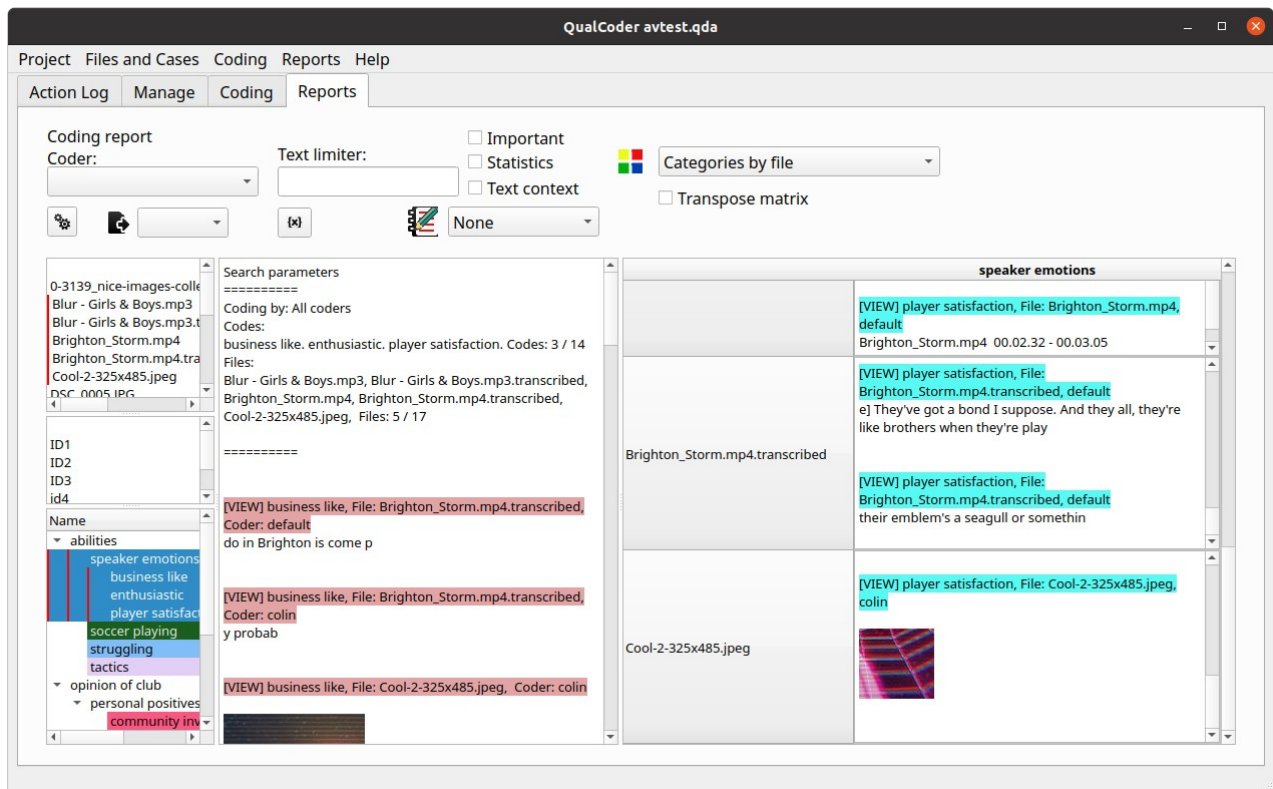 QualCoder avtest.qda
Project Files and Cases Coding Reports Help
Action Log Manage Coding Reports
Coding report
Coder:
Text limiter:
Important
Statistics
Text context
Categories by file
Transpose matrix
{x}
None
0-3139_nice-images-colle
Blur - Girls & Boys.mp3
Blur - Girls & Boys.mp3.t
Brighton_Storm.mp4
Brighton_Storm.mp4.tra
Cool-2-325x485.jpeg
DSC_0005.JPG
ID1
ID2
ID3
id4
Name
abilities
speaker emotions
business like
enthusiastic
player satisfact
soccer playing
struggling
tactics
opinion of club
personal positives
community inv
Search parameters
==========
Coding by: All coders
Codes:
business like. enthusiastic. player satisfaction. Codes: 3 / 14
Files:
Blur - Girls & Boys.mp3, Blur - Girls & Boys.mp3.transcribed,
Brighton_Storm.mp4, Brighton_Storm.mp4.transcribed,
Cool-2-325x485.jpeg, Files: 5 / 17
==========
[VIEW] business like, File: Brighton_Storm.mp4.transcribed,
Coder: default
do in Brighton is come p
[VIEW] business like, File: Brighton_Storm.mp4.transcribed,
Coder: colin
y probab
[VIEW] business like, File: Cool-2-325x485.jpeg, Coder: colin
speaker emotions
[VIEW] player satisfaction, File: Brighton_Storm.mp4,
default
Brighton_Storm.mp4 00.02.32 - 00.03.05
Brighton_Storm.mp4.transcribed
[VIEW] player satisfaction, File:
Brighton_Storm.mp4.transcribed, default
e] They've got a bond I suppose. And they all, they're
like brothers when they're play
[VIEW] player satisfaction, File:
Brighton_Storm.mp4.transcribed, default
their emblem's a seagull or somethin
Cool-2-325x485.jpeg
[VIEW] player satisfaction, File: Cool-2-325x485.jpeg,
colin